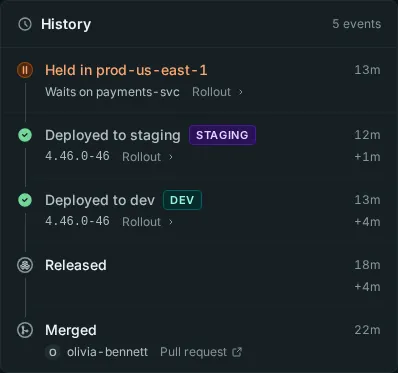 History 5 events
Held in prod-us-east-1 13m
Waits on payments-svc Rollout
Deployed to staging STAGING 12m
4.46.0-46 Rollout +1m
Deployed to dev DEV 13m
4.46.0-46 Rollout +4m
Released 18m
+4m
Merged 22m
O olivia-bennett Pull request